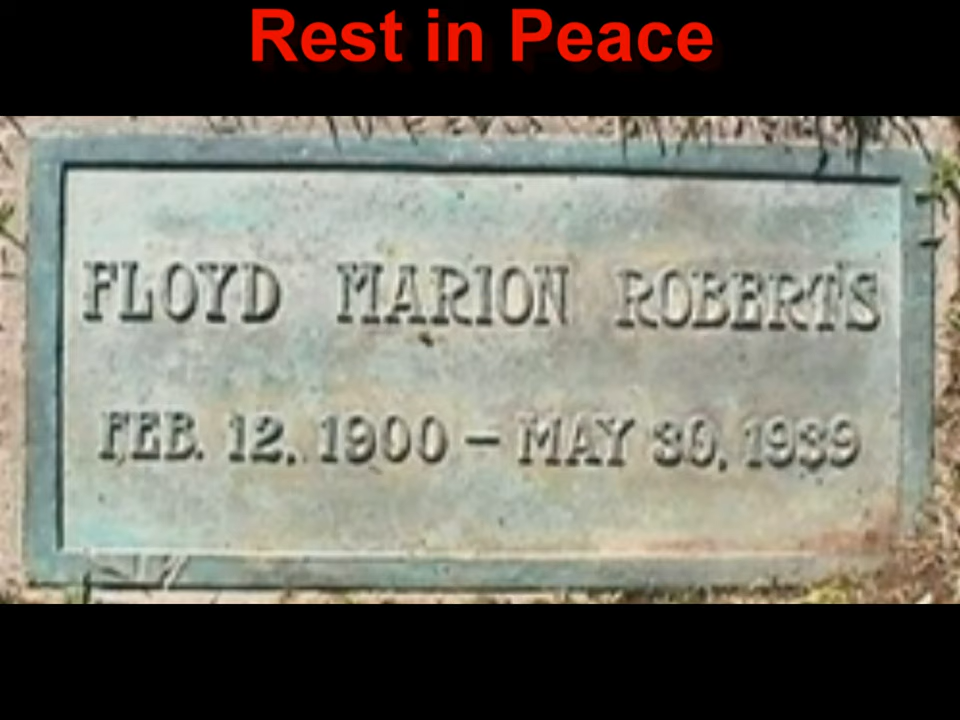 Rest in Peace
FLOYD MARION ROBERTS
FEB. 12, 1900 – MAY 30, 1939